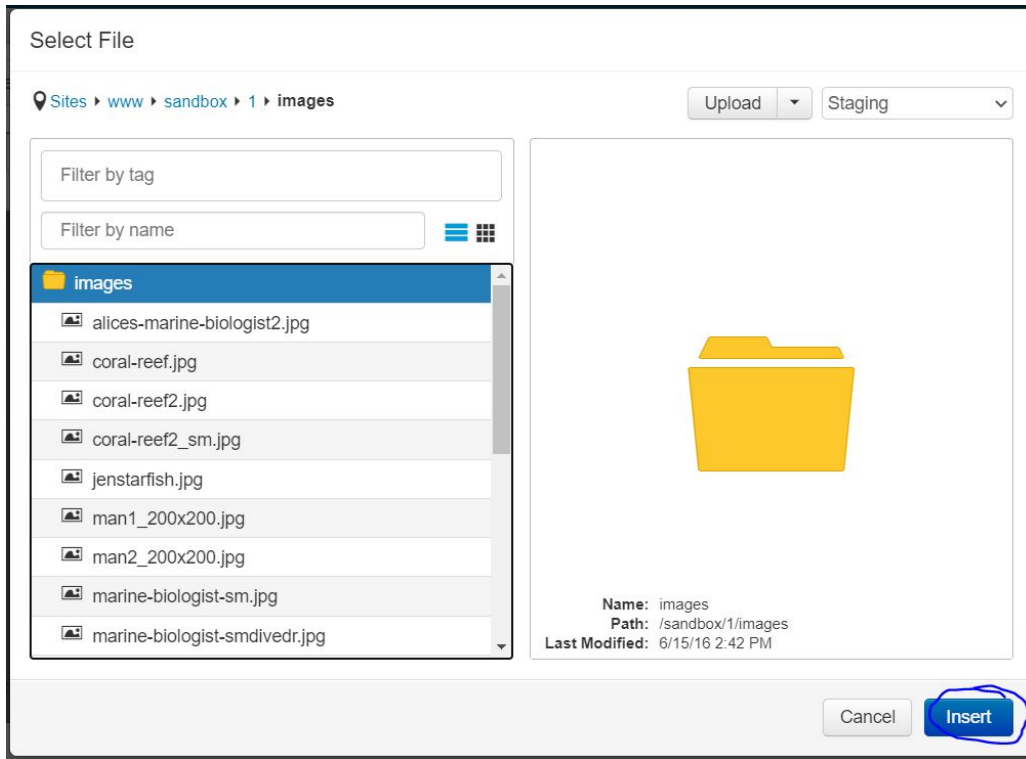 Select File
Sites ▸ www ▸ sandbox ▸ 1 ▸ images
Upload
Staging
Filter by tag
Filter by name
images
alices-marine-biologist2.jpg
coral-reef.jpg
coral-reef2.jpg
coral-reef2_sm.jpg
jenstarfish.jpg
man1_200x200.jpg
man2_200x200.jpg
marine-biologist-sm.jpg
marine-biologist-smdivedr.jpg
Name: images
Path: /sandbox/1/images
Last Modified: 6/15/16 2:42 PM
Cancel
Insert